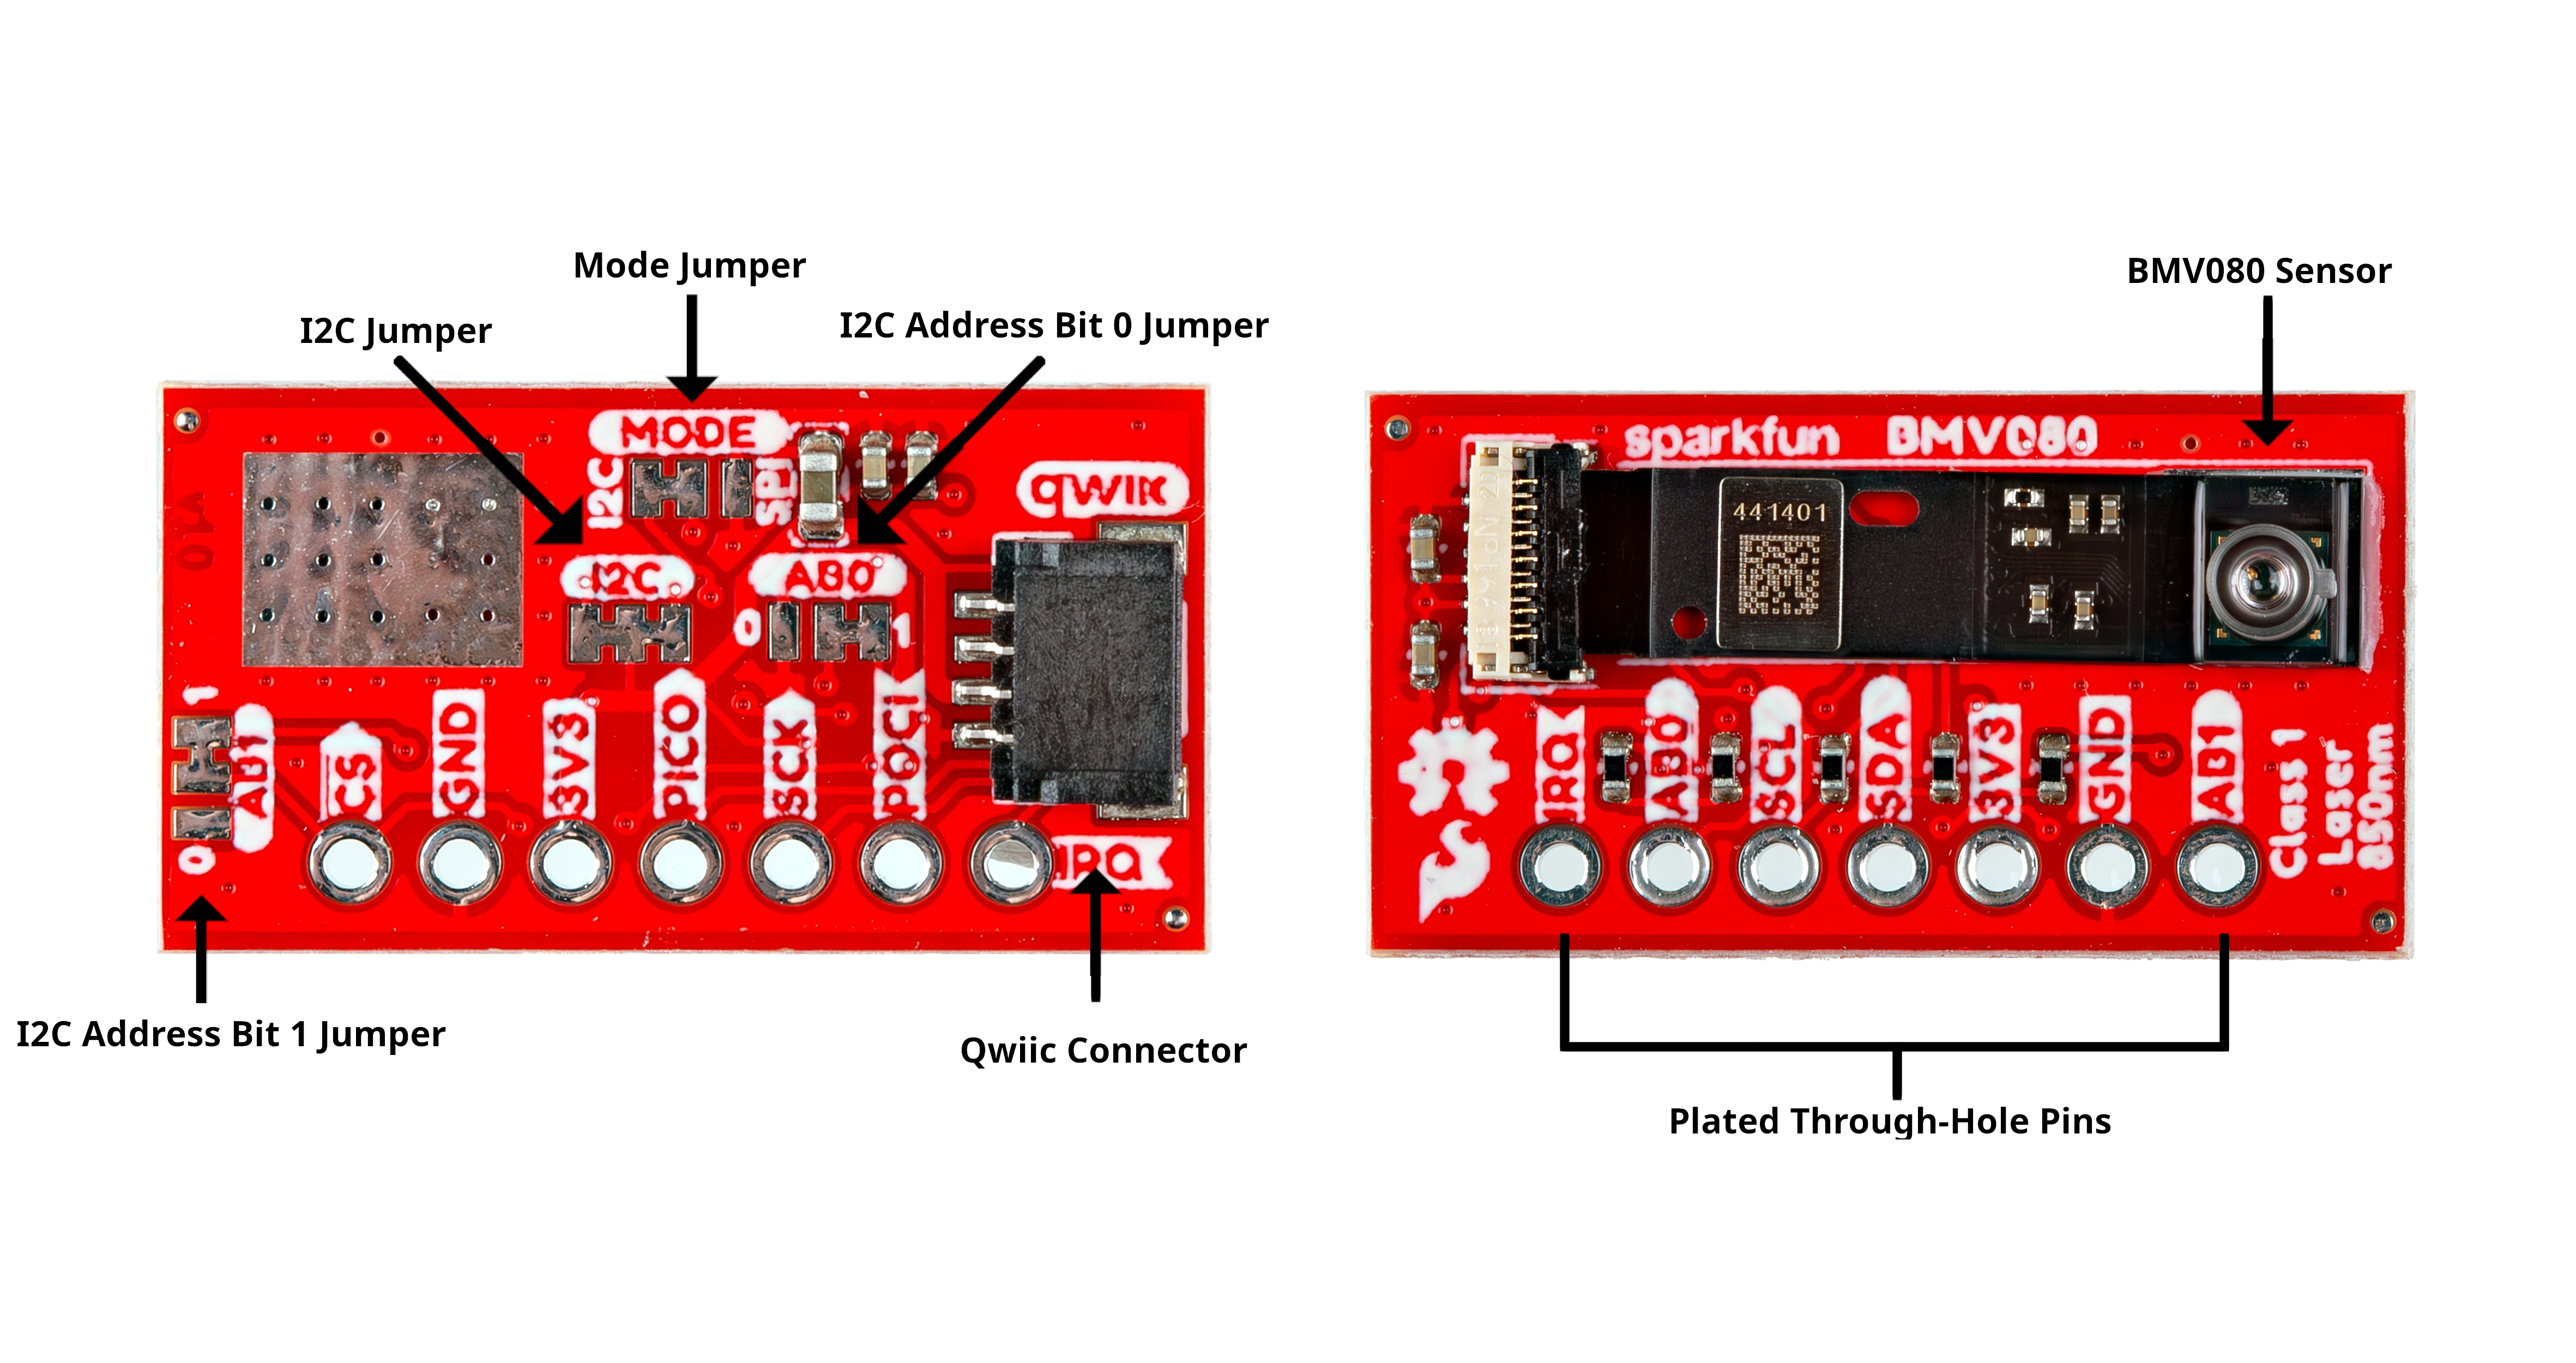 Mode Jumper
I2C Jumper
I2C Address Bit 0 Jumper
MODE
I2C
SPI
QWIIC
I2C
AB0
0
1
1
AB1
0
CS
GND
3V3
PICO
SCK
POCI
IRQ
I2C Address Bit 1 Jumper
Qwiic Connector
BMV080 Sensor
sparkfun BMV080
441401
IRQ
AB0
SCL
SDA
3V3
GND
AB1
Class 1
Laser
850nm
Plated Through-Hole Pins